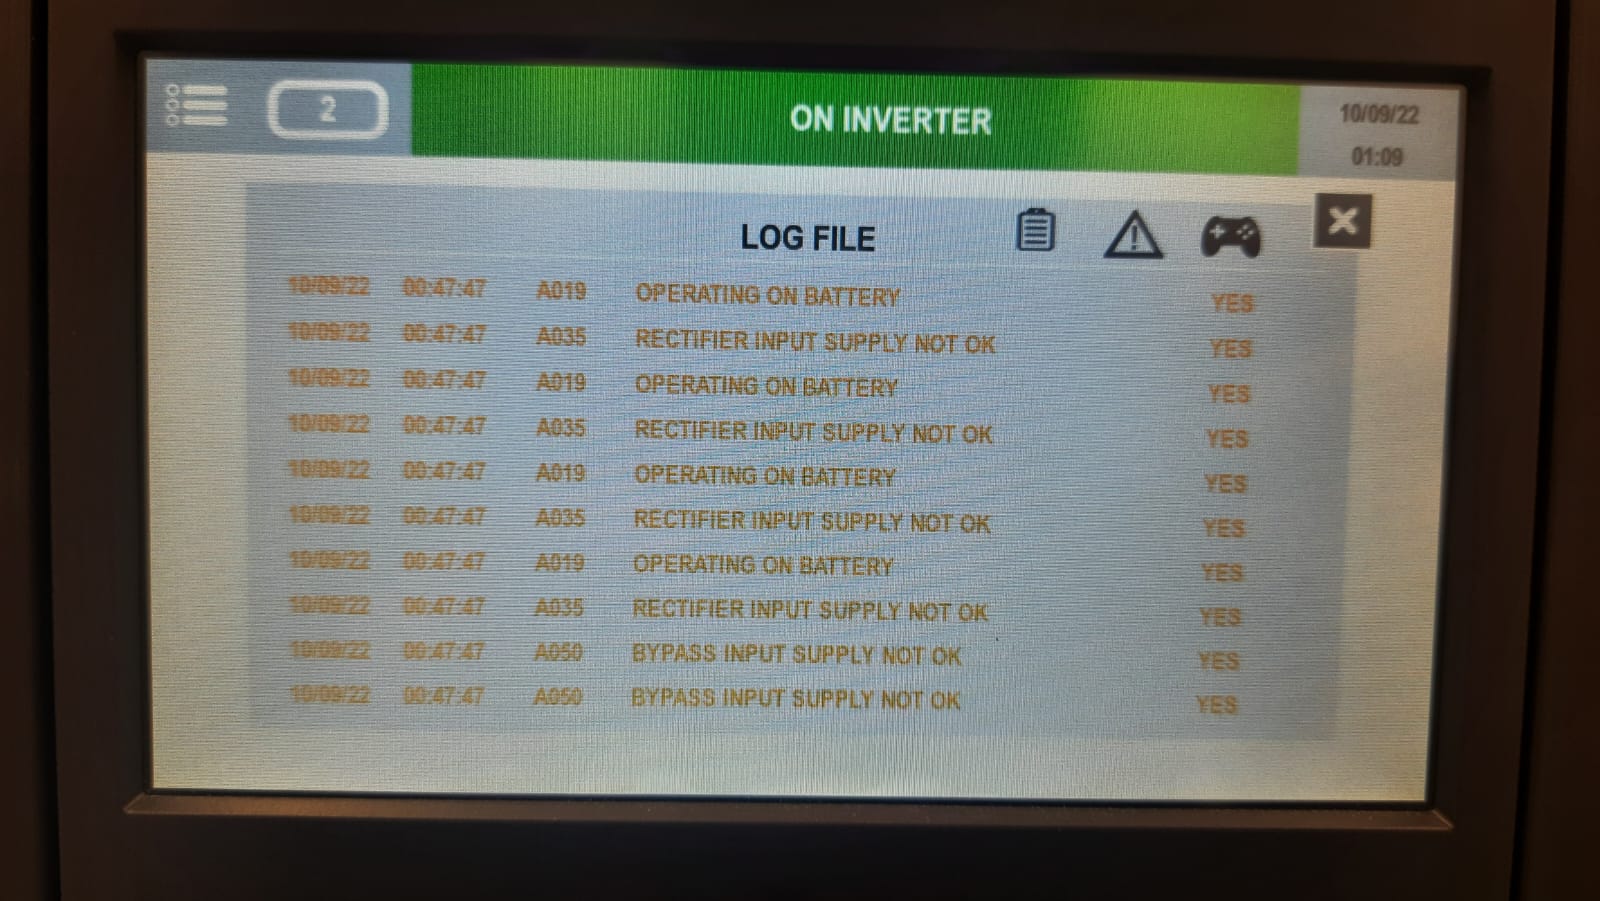 2 ON INVERTER 10/09/22
01:09
LOG FILE
10/09/22 00:47:47 A019 OPERATING ON BATTERY YES
10/09/22 00:47:47 A035 RECTIFIER INPUT SUPPLY NOT OK YES
10/09/22 00:47:47 A019 OPERATING ON BATTERY YES
10/09/22 00:47:47 A035 RECTIFIER INPUT SUPPLY NOT OK YES
10/09/22 00:47:47 A019 OPERATING ON BATTERY YES
10/09/22 00:47:47 A035 RECTIFIER INPUT SUPPLY NOT OK YES
10/09/22 00:47:47 A019 OPERATING ON BATTERY YES
10/09/22 00:47:47 A035 RECTIFIER INPUT SUPPLY NOT OK YES
10/09/22 00:47:47 A050 BYPASS INPUT SUPPLY NOT OK YES
10/09/22 00:47:47 A050 BYPASS INPUT SUPPLY NOT OK YES